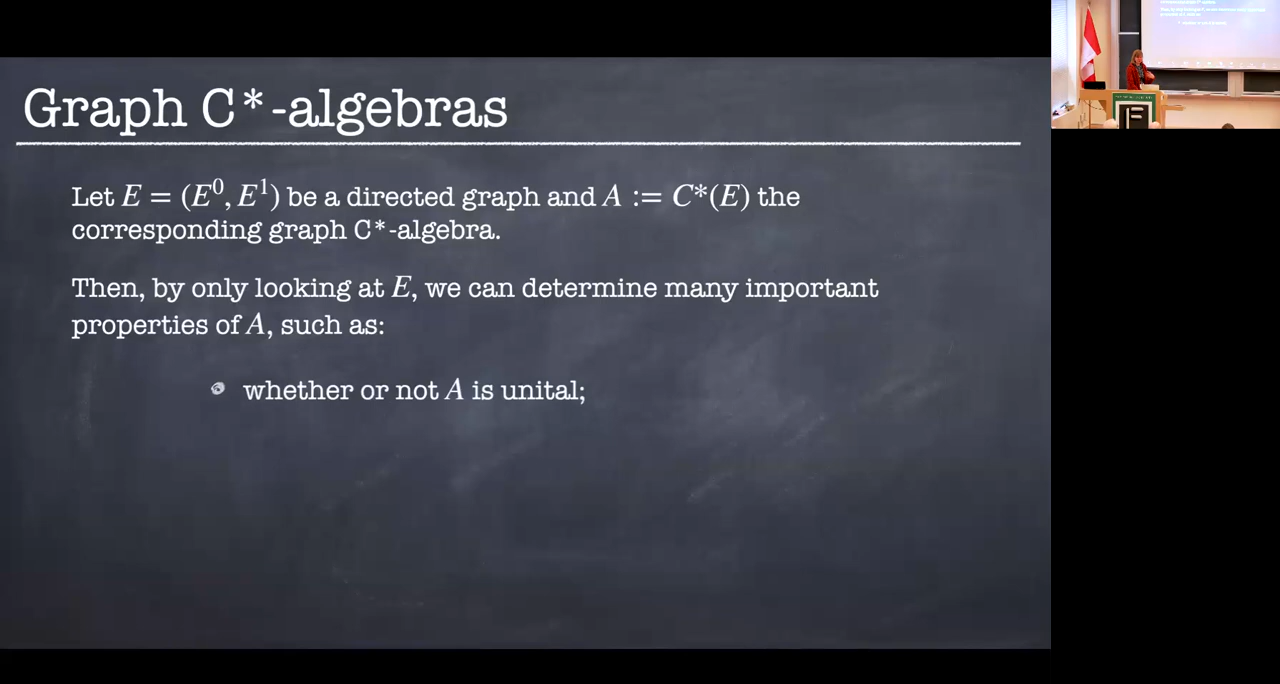 Graph C*-algebras
Let E = (E⁰, E¹) be a directed graph and A := C*(E) the
corresponding graph C*-algebra.
Then, by only looking at E, we can determine many important
properties of A, such as:
whether or not A is unital;